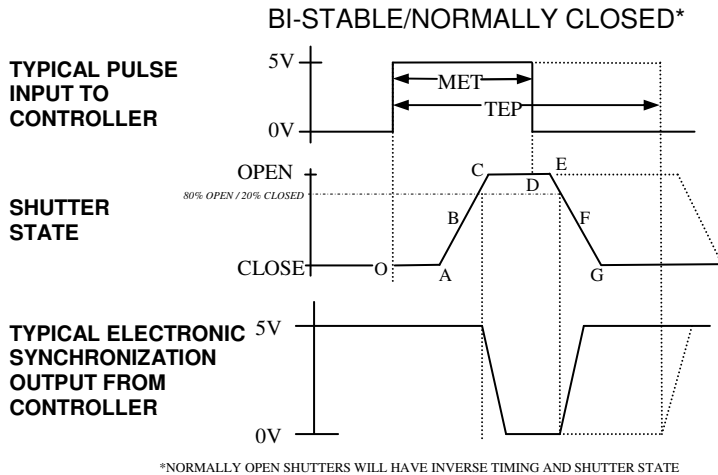 BI-STABLE/NORMALLY CLOSED*
TYPICAL PULSE
INPUT TO
CONTROLLER
5V
MET
TEP
0V
SHUTTER
STATE
OPEN
80% OPEN / 20% CLOSED
CLOSE
O
A
B
C
D
E
F
G
TYPICAL ELECTRONIC
SYNCHRONIZATION
OUTPUT FROM
CONTROLLER
5V
0V
*NORMALLY OPEN SHUTTERS WILL HAVE INVERSE TIMING AND SHUTTER STATE